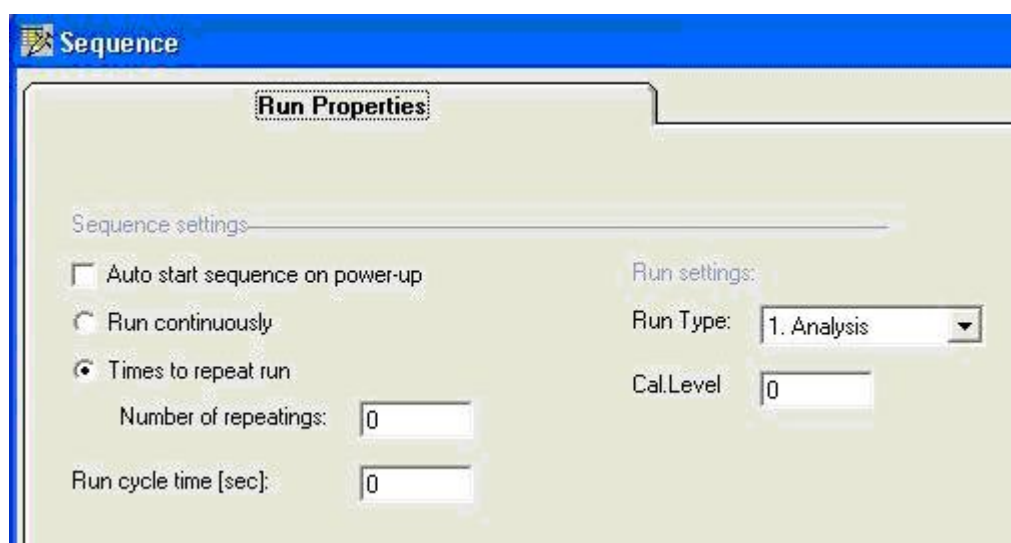 Sequence
Run Properties
Sequence settings
Auto start sequence on power-up
Run continuously
Times to repeat run
Number of repeatings: 0
Run cycle time [sec]: 0
Run settings:
Run Type: 1. Analysis
Cal.Level 0